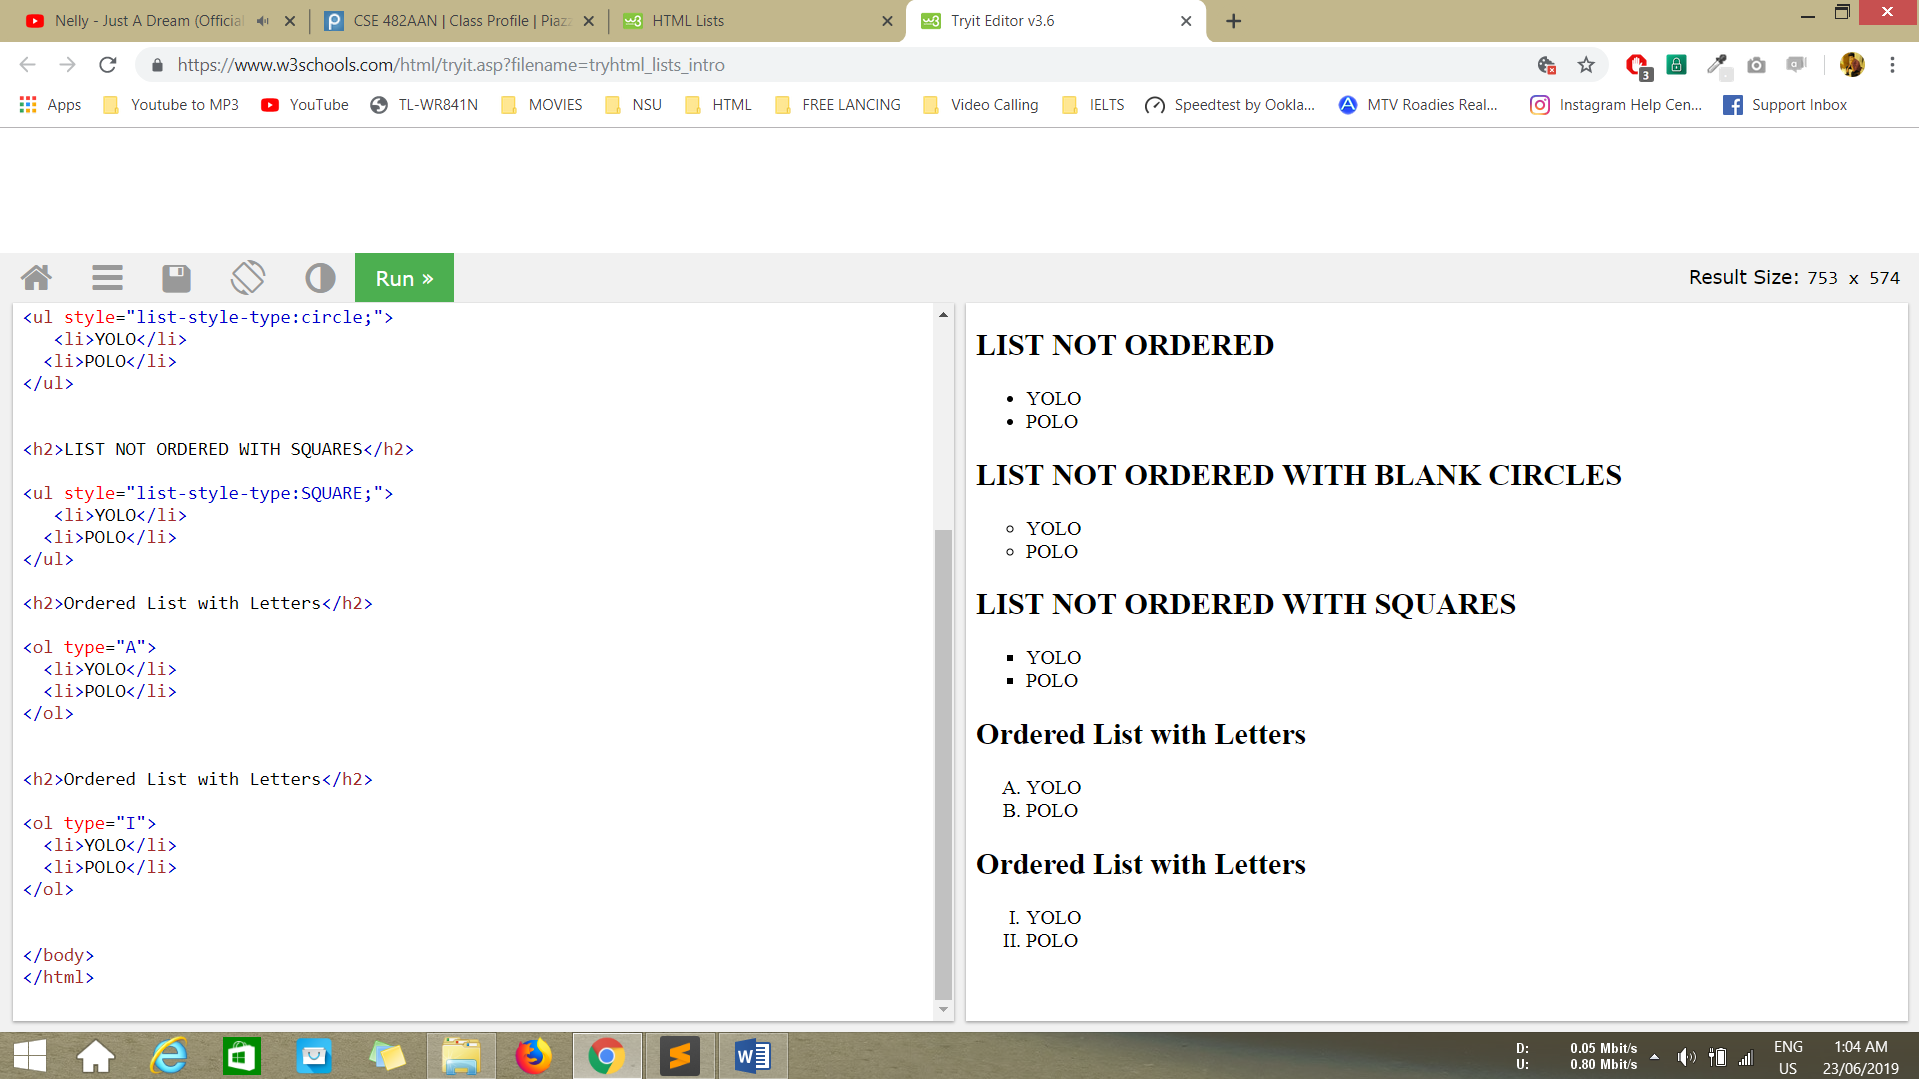 Nelly - Just A Dream (Official
CSE 482AAN | Class Profile | Piazz
HTML Lists
Tryit Editor v3.6
https://www.w3schools.com/html/tryit.asp?filename=tryhtml_lists_intro
3
Apps
Youtube to MP3
YouTube
TL-WR841N
MOVIES
NSU
HTML
FREE LANCING
Video Calling
IELTS
Speedtest by Ookla...
MTV Roadies Real...
Instagram Help Cen...
Support Inbox
Run »
Result Size: 753 x 574
<ul style="list-style-type:circle;">
<li>YOLO</li>
<li>POLO</li>
</ul>
<h2>LIST NOT ORDERED WITH SQUARES</h2>
<ul style="list-style-type:SQUARE;">
<li>YOLO</li>
<li>POLO</li>
</ul>
<h2>Ordered List with Letters</h2>
<ol type="A">
<li>YOLO</li>
<li>POLO</li>
</ol>
<h2>Ordered List with Letters</h2>
<ol type="I">
<li>YOLO</li>
<li>POLO</li>
</ol>
</body>
</html>
LIST NOT ORDERED
• YOLO
• POLO
LIST NOT ORDERED WITH BLANK CIRCLES
○ YOLO
○ POLO
LIST NOT ORDERED WITH SQUARES
▪ YOLO
▪ POLO
Ordered List with Letters
A. YOLO
B. POLO
Ordered List with Letters
I. YOLO
II. POLO
D: 0.05 Mbit/s
U: 0.80 Mbit/s
ENG
US
1:04 AM
23/06/2019